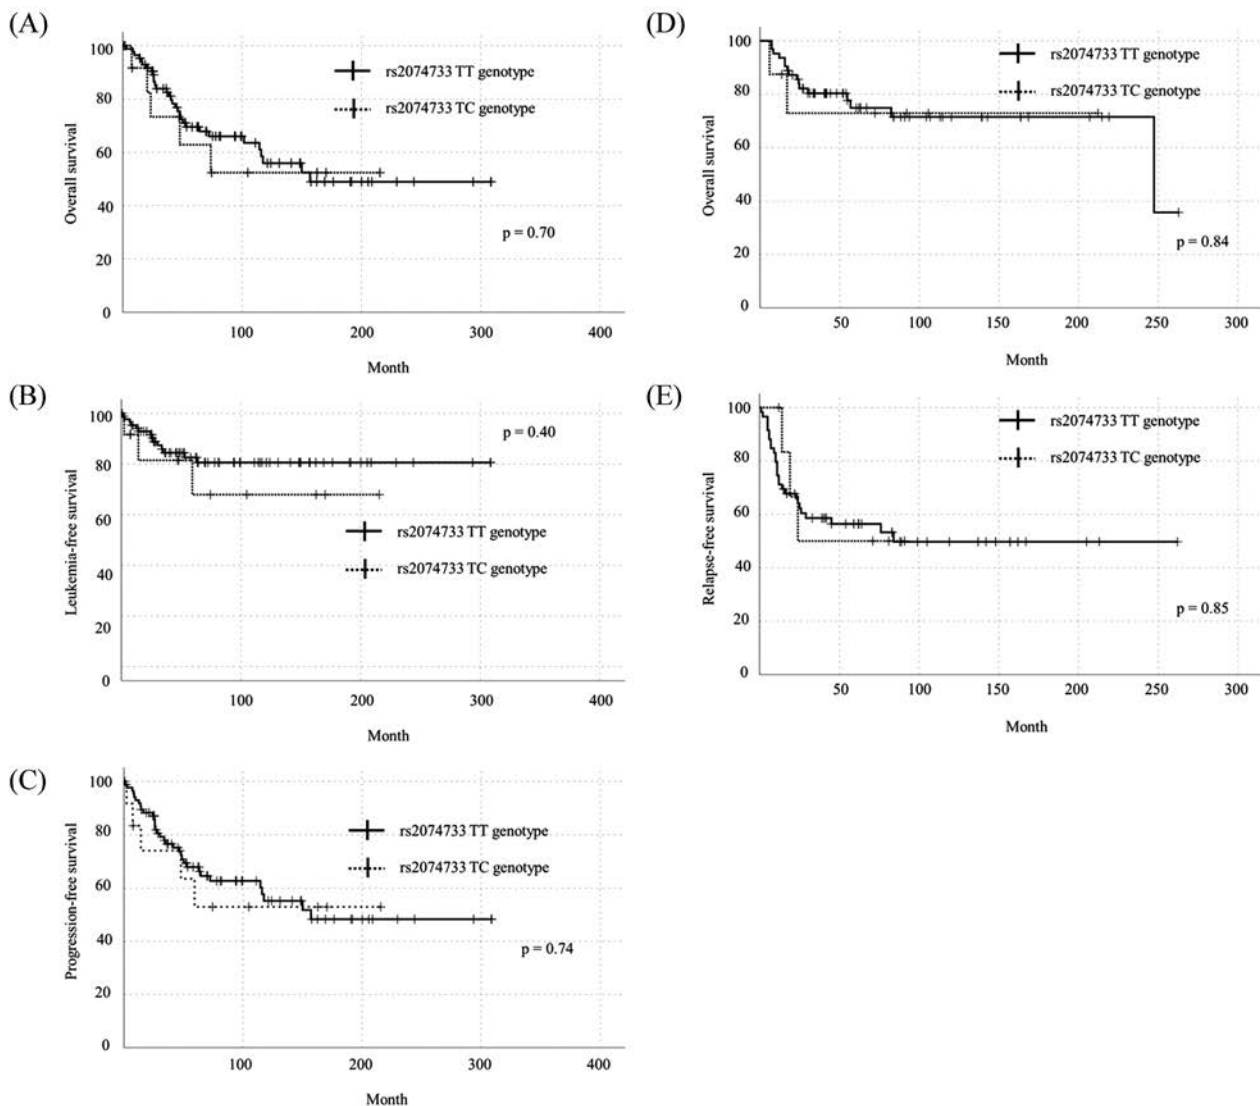 (A)
100
80
60
40
20
0
Overall survival
rs2074733 TT genotype
rs2074733 TC genotype
p = 0.70
100
200
300
400
Month
(B)
100
80
60
40
20
0
Leukemia-free survival
p = 0.40
rs2074733 TT genotype
rs2074733 TC genotype
100
200
300
400
Month
(C)
100
80
60
40
20
0
Progression-free survival
rs2074733 TT genotype
rs2074733 TC genotype
p = 0.74
100
200
300
400
Month
(D)
100
80
60
40
20
0
Overall survival
rs2074733 TT genotype
rs2074733 TC genotype
p = 0.84
50
100
150
200
250
300
Month
(E)
100
80
60
40
20
0
Relapse-free survival
rs2074733 TT genotype
rs2074733 TC genotype
p = 0.85
50
100
150
200
250
300
Month